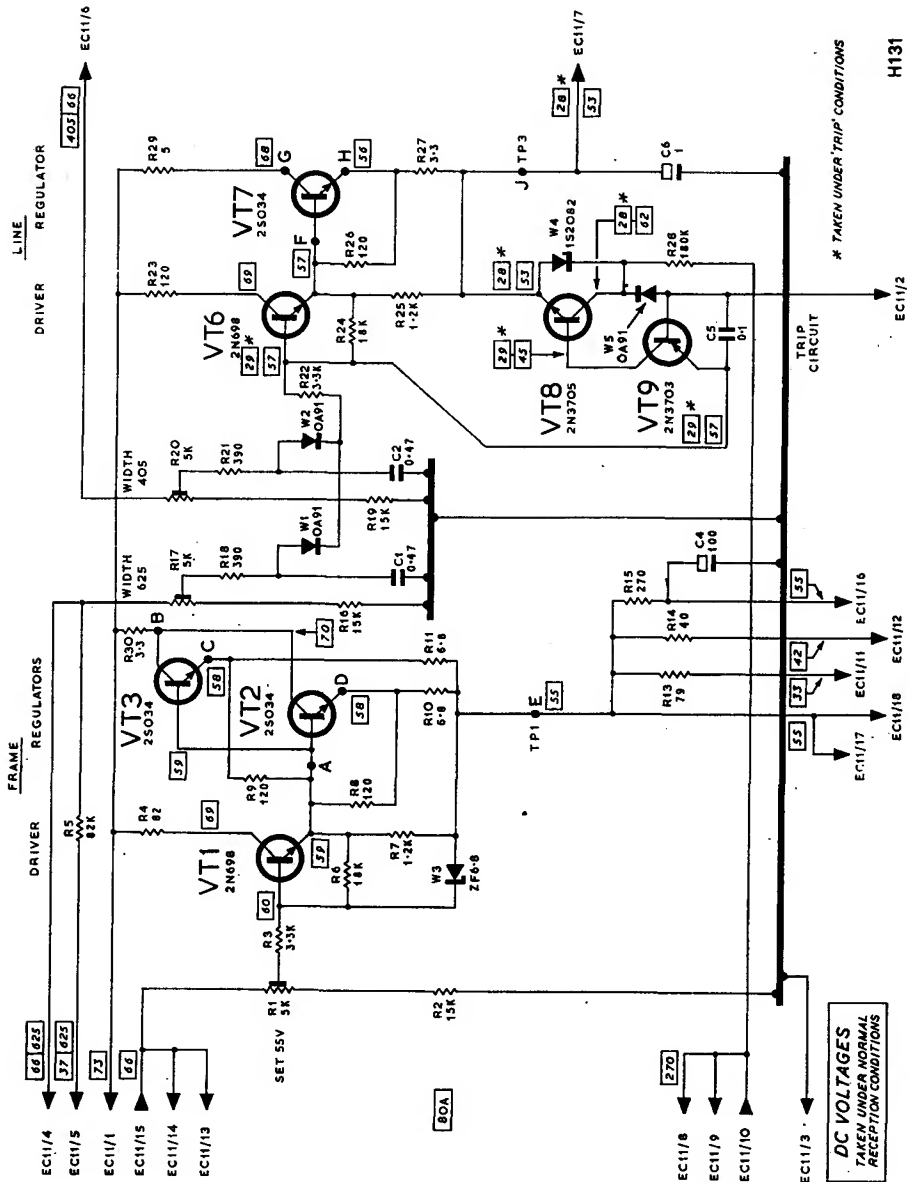 FRAME
DRIVER
REGULATORS
LINE
DRIVER
REGULATOR
EC11/4
66 625
EC11/5
37 625
EC11/1
73
EC11/15
66
EC11/14
EC11/13
R5
82K
R4
82
69
VT1
2N698
60
59
R3
3·3K
R1
5K
SET 55V
R2
15K
R6
18K
R7
1·2K
W3
ZF6·8
R8
120
R9
120
A
59
VT3
2S034
R30
3·3
B
C
58
70
VT2
2S034
D
58
R11
6·8
R10
6·8
TP1
E
55
WIDTH
625
R17
5K
R18
390
R16
15K
C1
0·47
W1
OA91
WIDTH
405
R20
5K
R21
390
R19
15K
C2
0·47
W2
OA91
R22
3·3K
405 66
EC11/6
R23
120
69
VT6
2N698
29 *
57
R24
18K
R25
1·2K
F
57
R26
120
VT7
2S034
R29
5
68
G
H
56
R27
3·3
J
TP3
28 *
53
EC11/7
C6
1
VT8
2N3705
29 *
45
28 *
53
W4
1S2082
28 *
62
R28
180K
W5
OA91
VT9
2N3703
29 *
57
C5
0·1
TRIP
CIRCUIT
EC11/2
R15
270
C4
100
R14
40
R13
79
55
EC11/16
42
EC11/12
33
EC11/11
EC11/18
55
EC11/17
80A
270
EC11/8
EC11/9
EC11/10
EC11/3
DC VOLTAGES
TAKEN UNDER NORMAL
RECEPTION CONDITIONS
* TAKEN UNDER 'TRIP' CONDITIONS
H131